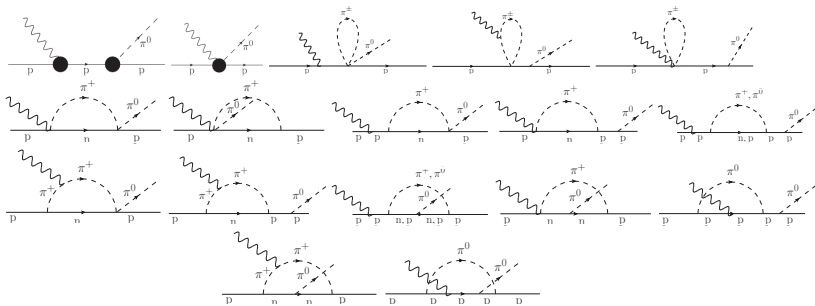 p p π⁰ p
p π⁰ p
p π± π⁰ p
p π± π⁰ p
p π± p π⁰
p π⁺ n π⁰ p
p π⁺ π⁰ n p
p p π⁺ n π⁰ p
p π⁺ n p π⁰ p
p p π⁺, π⁰ n, p p π⁰ p
p π⁺ π⁺ n π⁰ p
p π⁺ π⁺ n π⁰ p
p p π⁺, π⁰ π⁰ n, p n, p p
p π⁺ π⁰ n n p
p π⁰ p p p π⁰ p
p π⁺ π⁺ π⁰ n n p
p π⁰ p p p π⁰ p